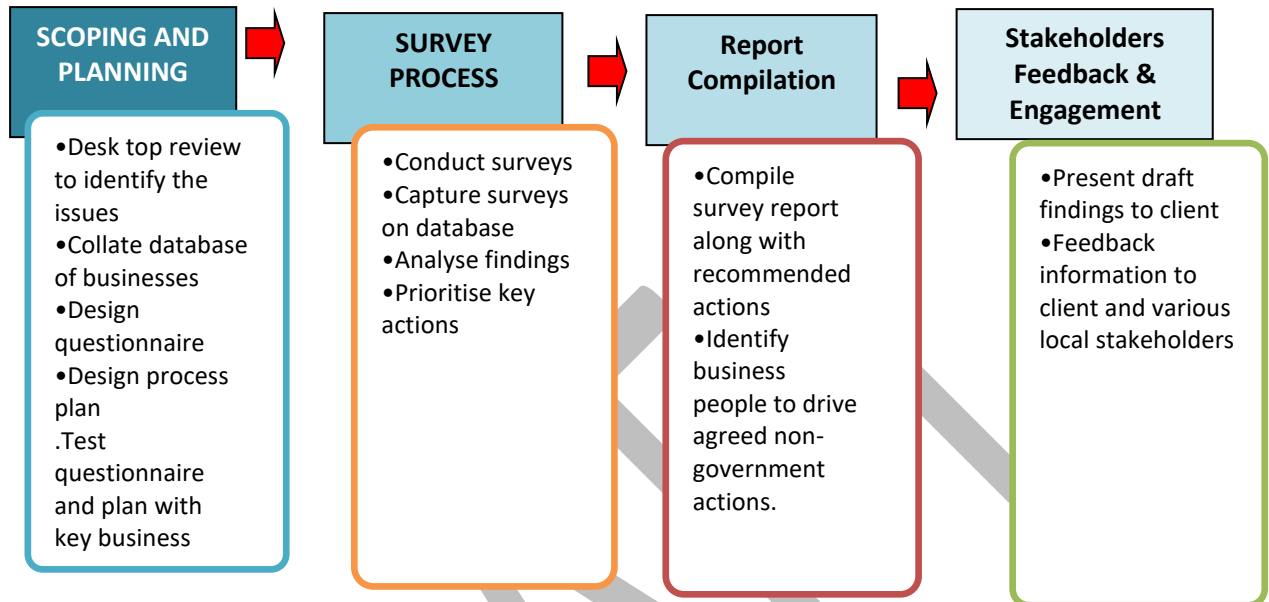 SCOPING AND
PLANNING
•Desk top review
to identify the
issues
•Collate database
of businesses
•Design
questionnaire
•Design process
plan
.Test
questionnaire
and plan with
key business
SURVEY
PROCESS
•Conduct surveys
•Capture surveys
on database
•Analyse findings
•Prioritise key
actions
Report
Compilation
•Compile
survey report
along with
recommended
actions
•Identify
business
people to drive
agreed non-
government
actions.
Stakeholders
Feedback &
Engagement
•Present draft
findings to client
•Feedback
information to
client and various
local stakeholders